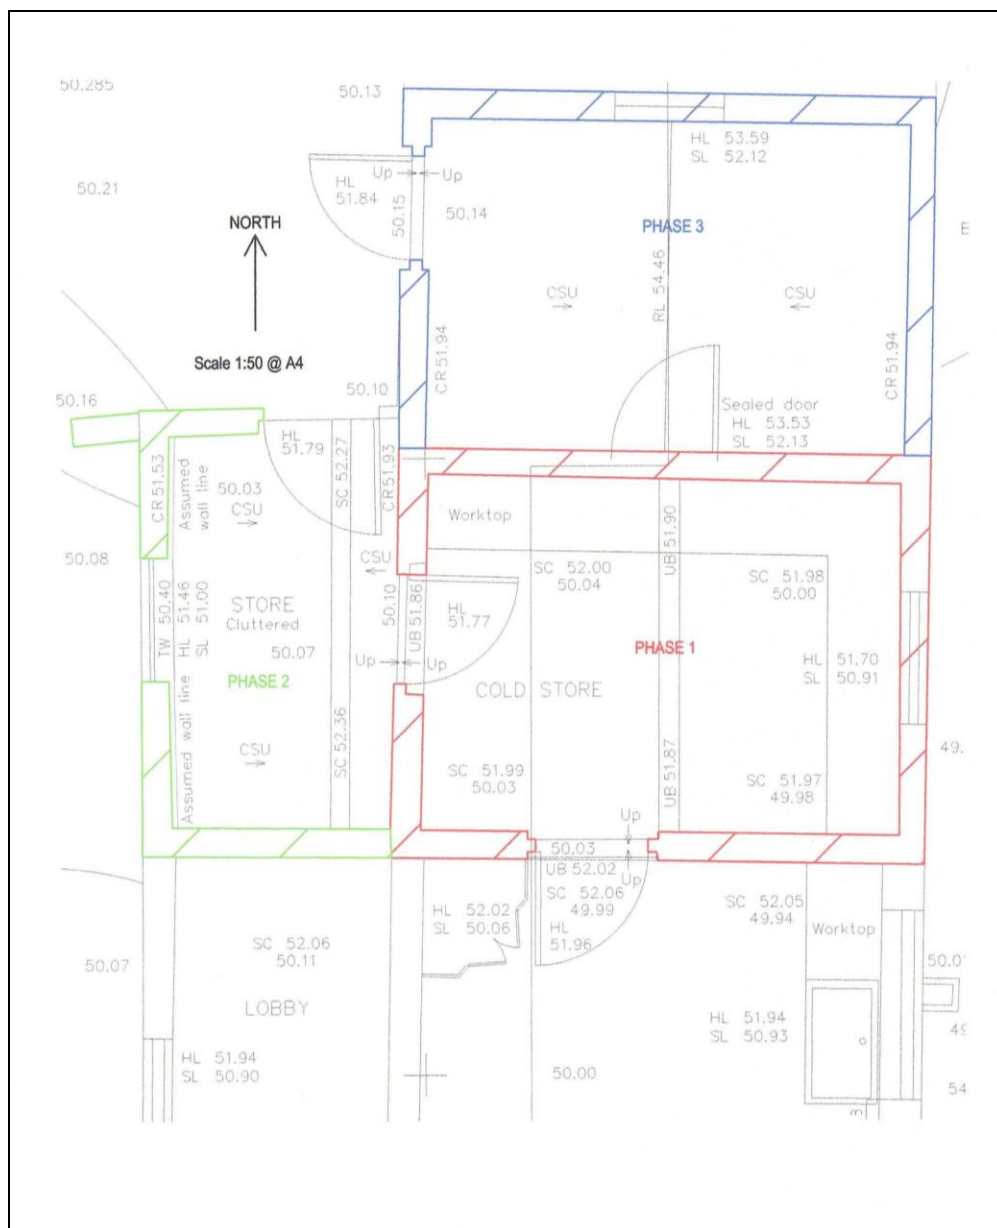 50.285
50.13
HL 53.59
SL 52.12
Up
Up
HL
51.84
50.21
50.15
50.14
NORTH
PHASE 3
RL 54.46
CSU
CSU
CR 51.94
CR 51.94
Scale 1:50 @ A4
50.10
50.16
Sealed door
HL 53.53
SL 52.13
HL
51.79
SC 52.27
CR 51.93
CR 51.53
Assumed
wall line
50.03
CSU
Worktop
UB 51.90
50.08
CSU
SC 52.00
50.04
SC 51.98
50.00
TW 50.40
HL 51.46
SL 51.00
STORE
Cluttered
50.07
50.10
UB 51.86
HL
51.77
PHASE 1
Up
Up
HL 51.70
SL 50.91
PHASE 2
COLD STORE
Assumed wall line
SC 52.36
CSU
SC 51.99
50.03
UB 51.87
SC 51.97
49.98
49.
Up
50.03
UB 52.02
Up
SC 52.06
49.99
HL
51.96
HL 52.02
SL 50.06
SC 52.05
49.94
Worktop
SC 52.06
50.11
50.07
LOBBY
HL 51.94
SL 50.93
HL 51.94
SL 50.90
50.00
54